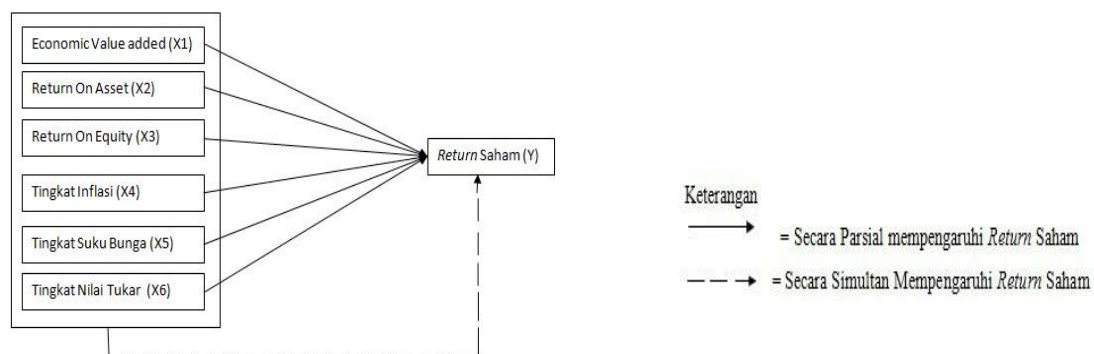 Economic Value added (X1)
Return On Asset (X2)
Return On Equity (X3)
Tingkat Inflasi (X4)
Tingkat Suku Bunga (X5)
Tingkat Nilai Tukar (X6)
Return Saham (Y)
Keterangan
= Secara Parsial mempengaruhi Return Saham
= Secara Simultan Mempengaruhi Return Saham